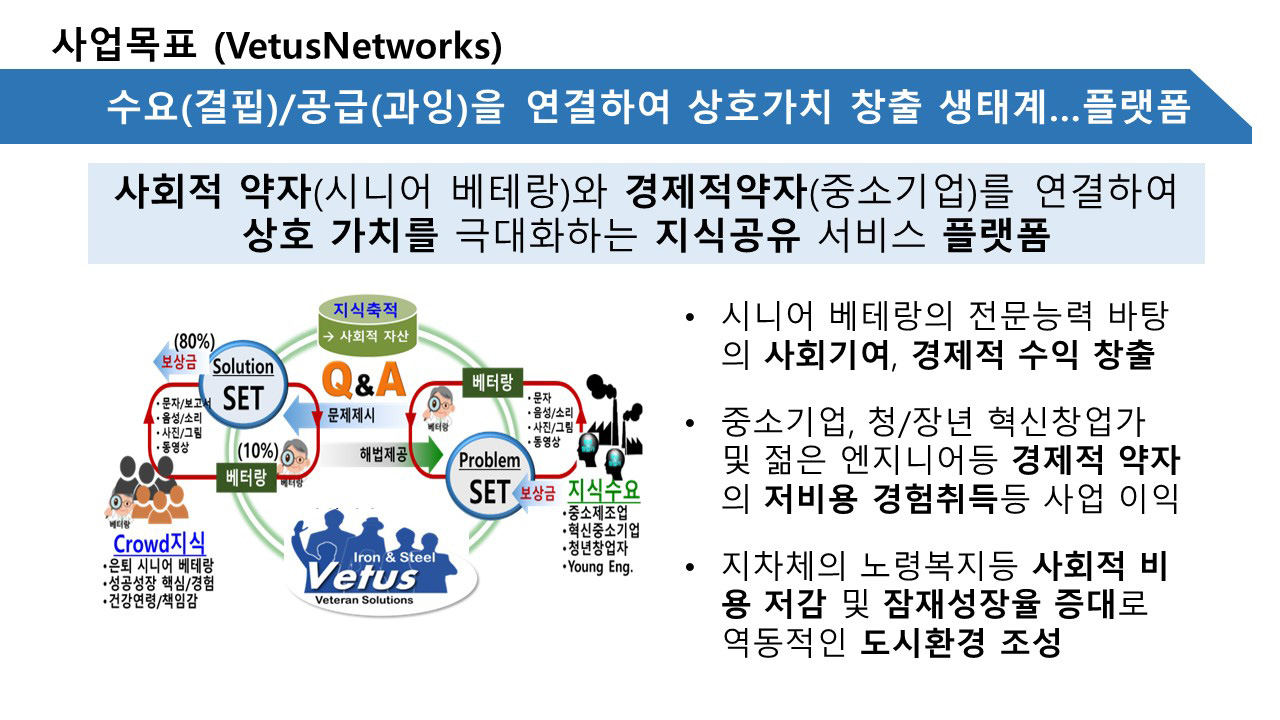 사업목표 (VetusNetworks)
수요(결핍)/공급(과잉)을 연결하여 상호가치 창출 생태계...플랫폼
사회적 약자(시니어 베테랑)와 경제적약자(중소기업)를 연결하여
상호 가치를 극대화하는 지식공유 서비스 플랫폼
지식축적
→ 사회적 자산
(80%)
보상금
Solution
SET
Q&A
베터랑
• 문자/보고서
• 음성/소리
• 사진/그림
• 동영상
문제제시
베터랑
• 문자
• 음성/소리
• 사진/그림
• 동영상
(10%)
해법제공
베터랑
베터랑
Problem
SET
보상금
지식수요
• 중소제조업
• 혁신중소기업
• 청년창업자
• Young Eng.
베터랑
Crowd지식
• 은퇴 시니어 베테랑
• 성공성장 핵심/경험
• 건강연령/책임감
Iron & Steel
Vetus
Veteran Solutions
• 시니어 베테랑의 전문능력 바탕
의 사회기여, 경제적 수익 창출
• 중소기업, 청/장년 혁신창업가
및 젊은 엔지니어등 경제적 약자
의 저비용 경험취득등 사업 이익
• 지차체의 노령복지등 사회적 비
용 저감 및 잠재성장율 증대로
역동적인 도시환경 조성